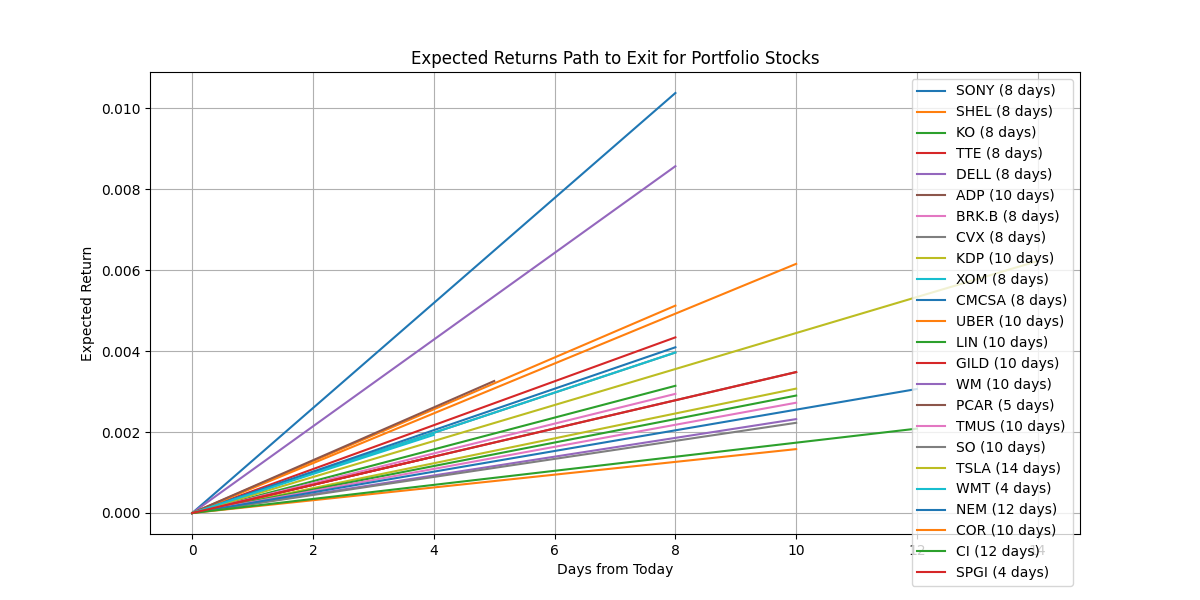 Expected Returns Path to Exit for Portfolio Stocks
Expected Return
0.010
0.008
0.006
0.004
0.002
0.000
0 2 4 6 8 10 12 14
Days from Today
SONY (8 days)
SHEL (8 days)
KO (8 days)
TTE (8 days)
DELL (8 days)
ADP (10 days)
BRK.B (8 days)
CVX (8 days)
KDP (10 days)
XOM (8 days)
CMCSA (8 days)
UBER (10 days)
LIN (10 days)
GILD (10 days)
WM (10 days)
PCAR (5 days)
TMUS (10 days)
SO (10 days)
TSLA (14 days)
WMT (4 days)
NEM (12 days)
COR (10 days)
CI (12 days)
SPGI (4 days)